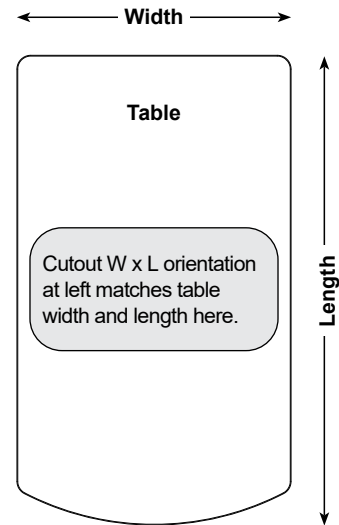 Width
Table
Cutout W x L orientation
at left matches table
width and length here.
Length